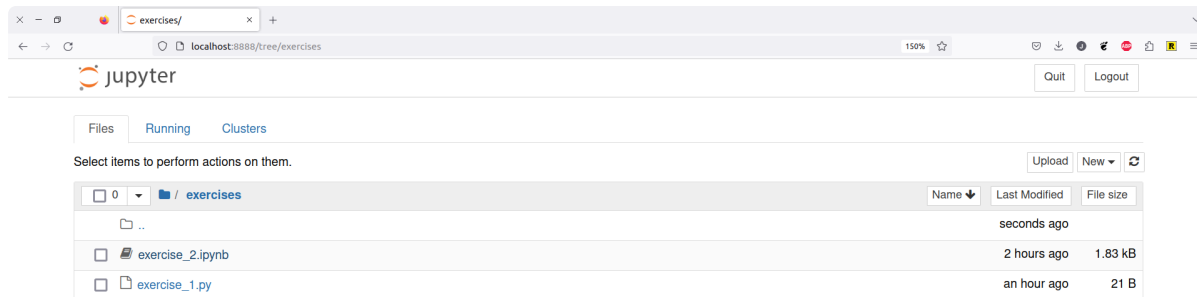 exercises/
localhost:8888/tree/exercises 150%
jupyter Quit Logout
Files Running Clusters
Select items to perform actions on them. Upload New
0 / exercises Name Last Modified File size
.. seconds ago
exercise_2.ipynb 2 hours ago 1.83 kB
exercise_1.py an hour ago 21 B